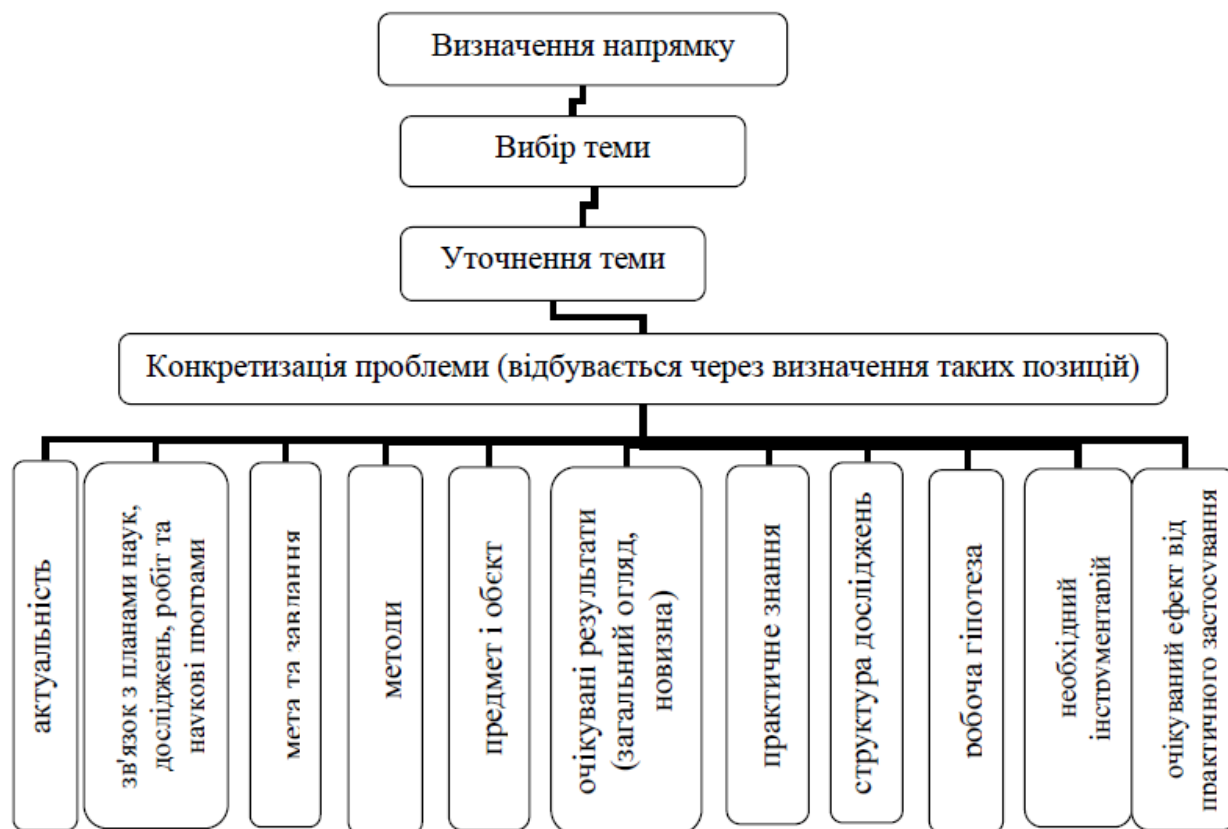 Визначення напрямку
Вибір теми
Уточнення теми
Конкретизація проблеми (відбувається через визначення таких позицій)
актуальність
зв'язок з планами наук,
досліджень, робіт та
наукові програми
мета та завдання
методи
предмет і обєкт
очікувані результати
(загальний огляд,
новизна)
практичне знання
структура досліджень
робоча гіпотеза
необхідний
інструментарій
очікуваний ефект від
практичного застосування